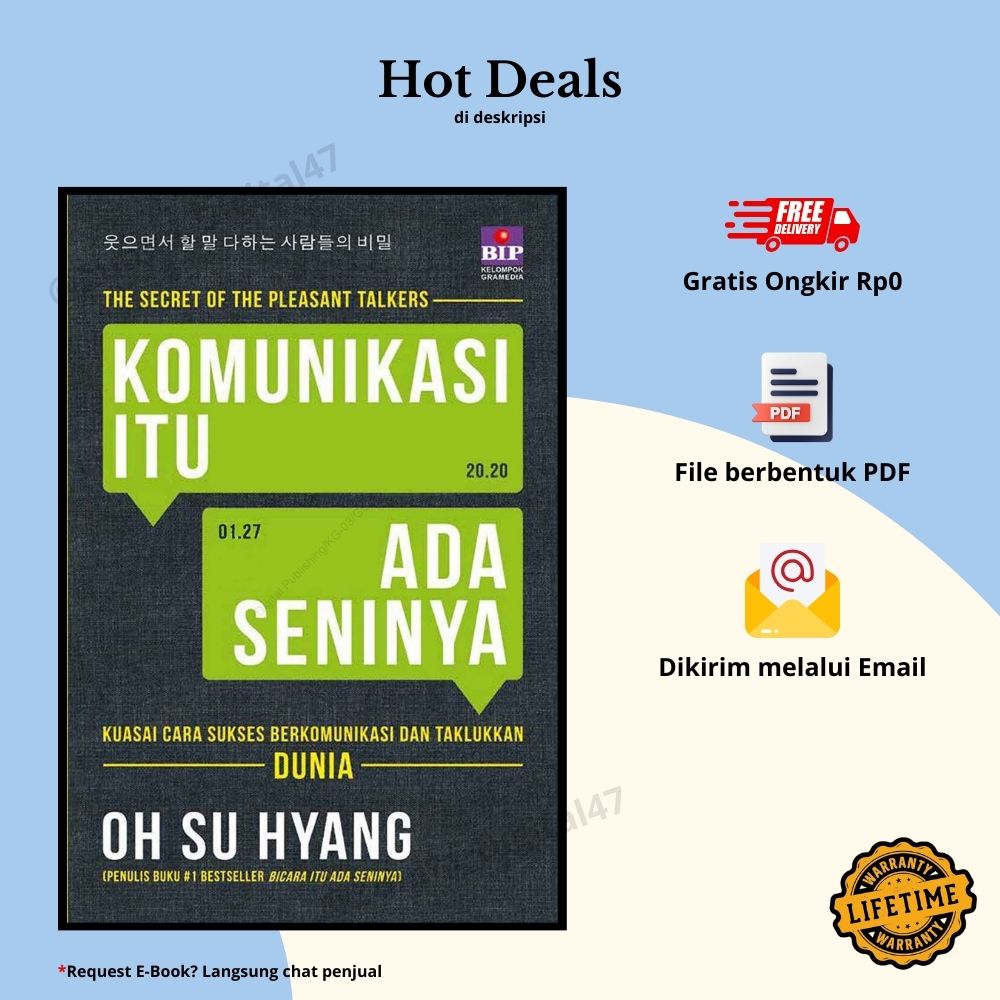 Hot Deals
di deskripsi
웃으면서 할 말 다하는 사람들의 비밀
BIP
KELOMPOK
GRAMEDIA
THE SECRET OF THE PLEASANT TALKERS
KOMUNIKASI
ITU
20.20
01.27
ADA
SENINYA
KUASAI CARA SUKSES BERKOMUNIKASI DAN TAKLUKKAN
DUNIA
OH SU HYANG
(PENULIS BUKU #1 BESTSELLER BICARA ITU ADA SENINYA)
FREE
DELIVERY
Gratis Ongkir Rp0
PDF
File berbentuk PDF
@
Dikirim melalui Email
WARRANTY
LIFETIME
WARRANTY
*Request E-Book? Langsung chat penjual